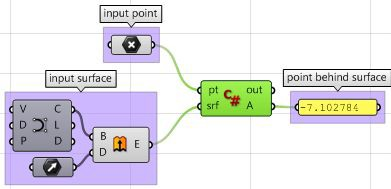 input point
input surface
V
D
P
C
L
D
B
D
E
pt
srf
C#
out
A
point behind surface
-7.102784